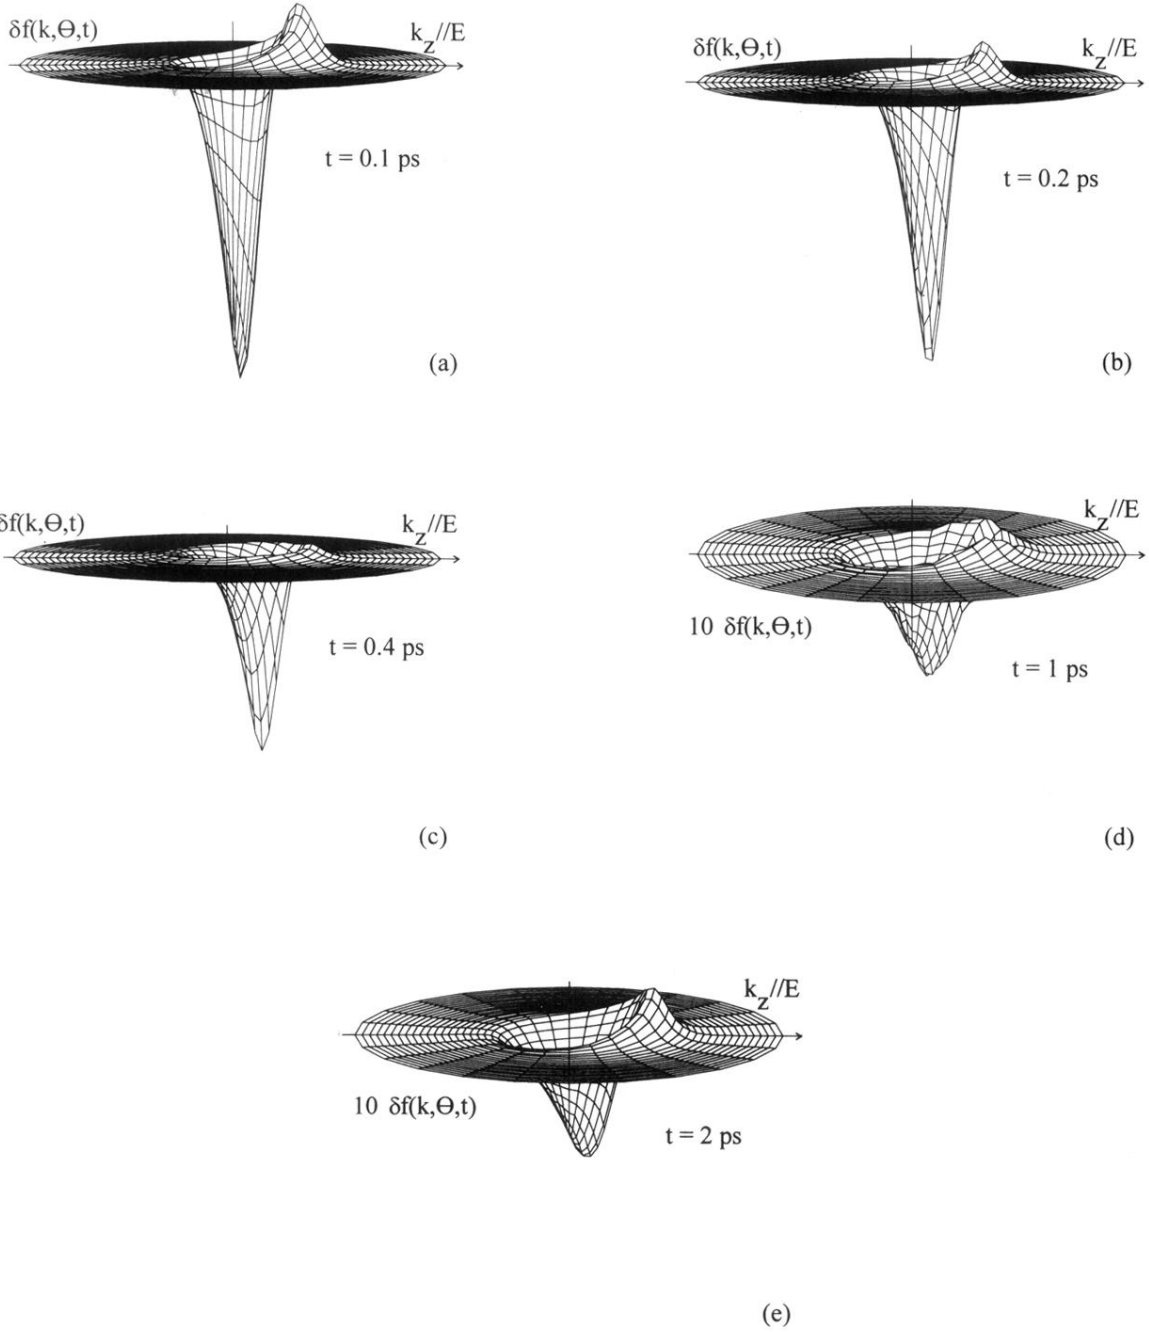 δf(k,Θ,t)
k_z//E
t = 0.1 ps
(a)
δf(k,Θ,t)
k_z//E
t = 0.2 ps
(b)
δf(k,Θ,t)
k_z//E
t = 0.4 ps
(c)
k_z//E
10 δf(k,Θ,t)
t = 1 ps
(d)
k_z//E
10 δf(k,Θ,t)
t = 2 ps
(e)